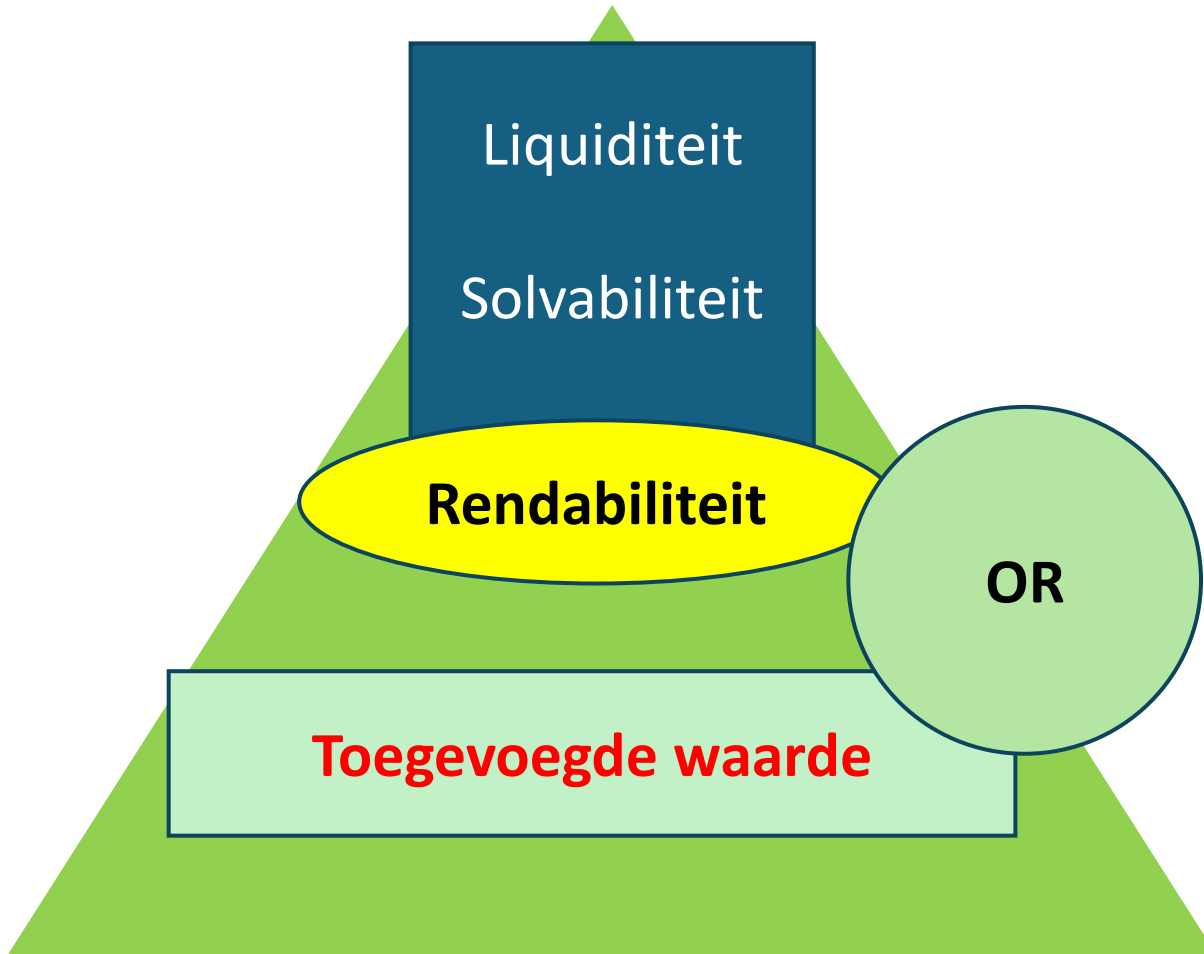 Liquiditeit
Solvabiliteit
Rendabiliteit
OR
Toegevoegde waarde